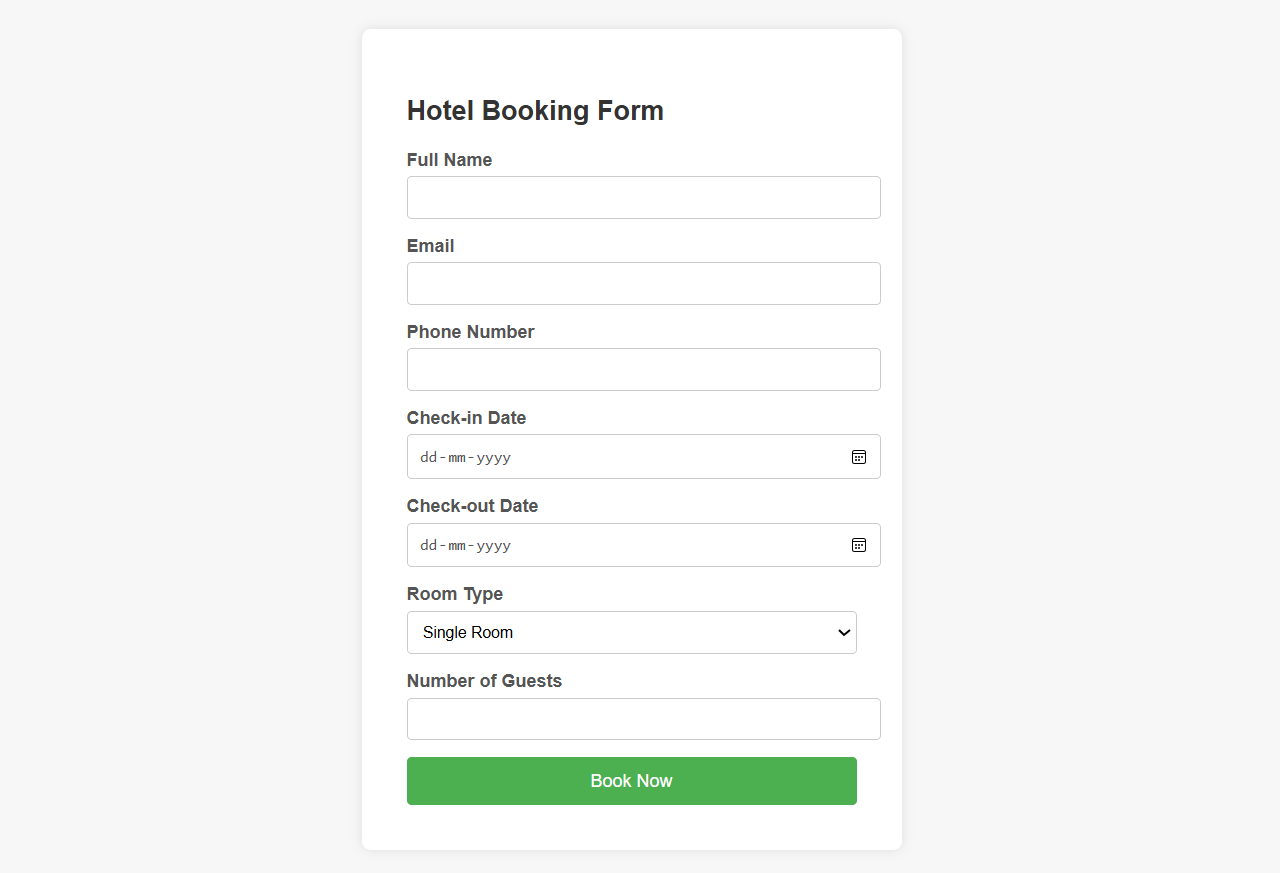 Hotel Booking Form
Full Name
Email
Phone Number
Check-in Date
dd-mm-yyyy
Check-out Date
dd-mm-yyyy
Room Type
Single Room
Number of Guests
Book Now